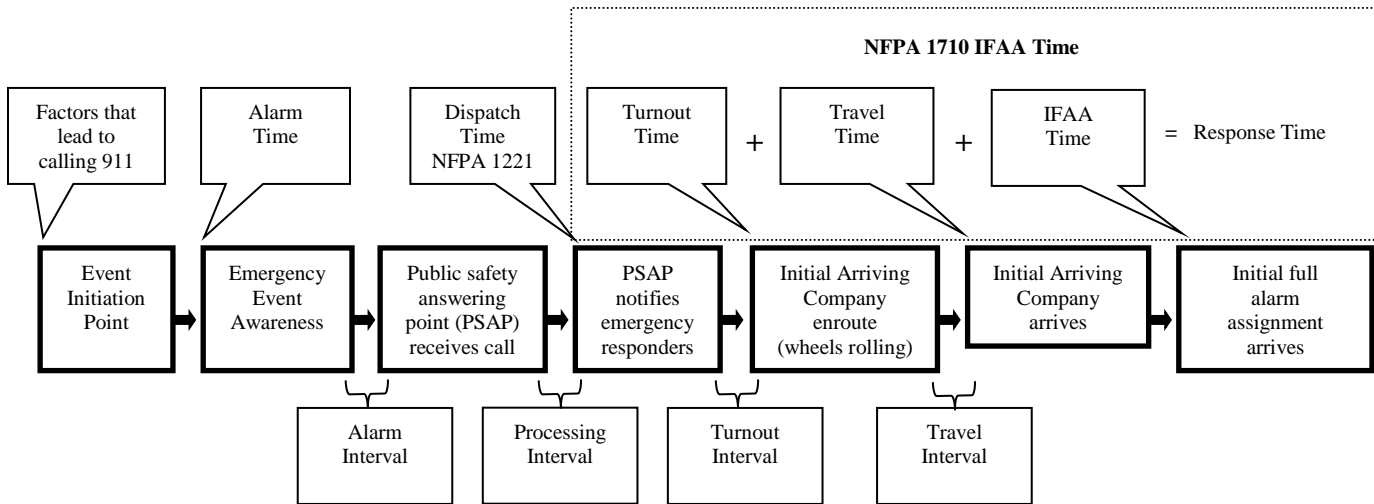 NFPA 1710 IFAA Time
Factors that
lead to
calling 911
Alarm
Time
Dispatch
Time
NFPA 1221
Turnout
Time
+
Travel
Time
+
IFAA
Time
= Response Time
Event
Initiation
Point
Emergency
Event
Awareness
Public safety
answering
point (PSAP)
receives call
PSAP
notifies
emergency
responders
Initial Arriving
Company
enroute
(wheels rolling)
Initial Arriving
Company
arrives
Initial full
alarm
assignment
arrives
Alarm
Interval
Processing
Interval
Turnout
Interval
Travel
Interval